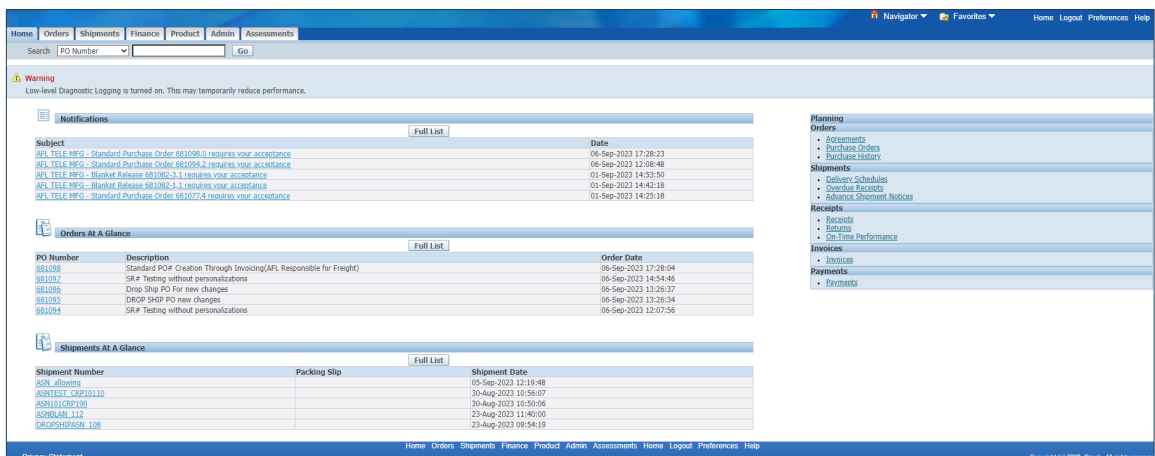 Navigator Favorites Home Logout Preferences Help
Home Orders Shipments Finance Product Admin Assessments
Search PO Number Go
Warning
Low-level Diagnostic Logging is turned on. This may temporarily reduce performance.
Notifications
Full List
Subject Date
AFL TELE MFG - Standard Purchase Order 681098,0 requires your acceptance 06-Sep-2023 17:28:23
AFL TELE MFG - Standard Purchase Order 681094,2 requires your acceptance 06-Sep-2023 12:08:48
AFL TELE MFG - Blanket Release 681082-3,1 requires your acceptance 01-Sep-2023 14:53:50
AFL TELE MFG - Blanket Release 681082-1,1 requires your acceptance 01-Sep-2023 14:42:18
AFL TELE MFG - Standard Purchase Order 681077,4 requires your acceptance 01-Sep-2023 14:25:18
Orders At A Glance
Full List
PO Number Description Order Date
681098 Standard PO# Creation Through Invoicing(AFL Responsible for Freight) 06-Sep-2023 17:28:04
681097 SR# Testing without personalizations 06-Sep-2023 14:54:46
681096 Drop Ship PO For new changes 06-Sep-2023 13:26:37
681095 DROP SHIP PO new changes 06-Sep-2023 13:26:34
681094 SR# Testing without personalizations 06-Sep-2023 12:07:56
Shipments At A Glance
Full List
Shipment Number Packing Slip Shipment Date
ASN_allowing 05-Sep-2023 12:19:48
ASNTEST_CRP10110 30-Aug-2023 10:56:07
ASN101CRP190 30-Aug-2023 10:50:06
ASNBLAN_112 23-Aug-2023 11:40:00
DROPSHIPASN_108 23-Aug-2023 09:54:19
Planning
Orders
Agreements
Purchase Orders
Purchase History
Shipments
Delivery Schedules
Overdue Receipts
Advance Shipment Notices
Receipts
Receipts
Returns
On-Time Performance
Invoices
Invoices
Payments
Payments
Home Orders Shipments Finance Product Admin Assessments Home Logout Preferences Help
Privacy Statement